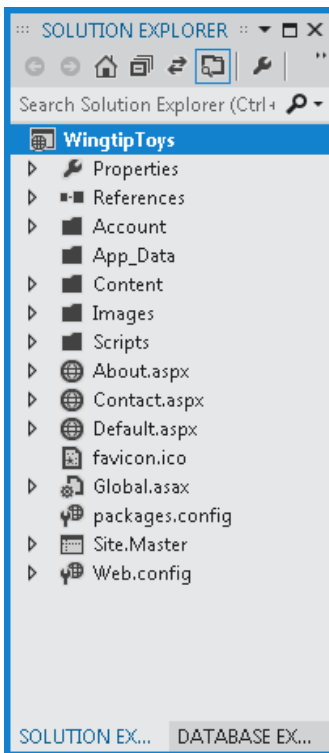 SOLUTION EXPLORER
Search Solution Explorer (Ctrl+
WingtipToys
Properties
References
Account
App_Data
Content
Images
Scripts
About.aspx
Contact.aspx
Default.aspx
favicon.ico
Global.asax
packages.config
Site.Master
Web.config
SOLUTION EX... DATABASE EX...